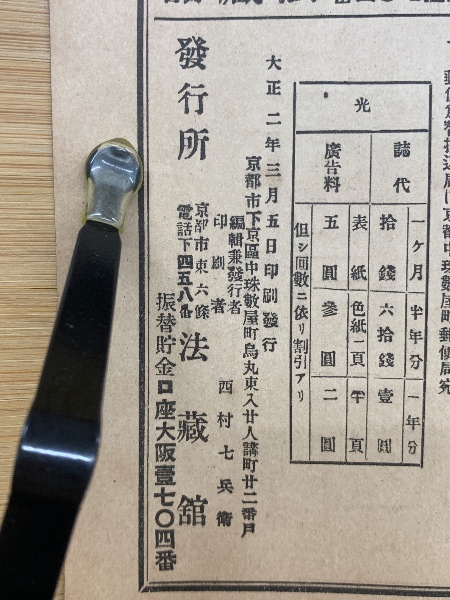 光
誌代
一ケ月 半年分 一年分
拾錢 六拾錢 壹圓
廣告料
表紙 色紙一頁 半頁
五圓 參圓 二圓
但シ回數ニ依リ割引アリ
大正二年三月五日印刷發行
京都市下京區中珠數屋町烏丸東入廿人講町廿二番戸
編輯兼發行者
印刷者
西村七兵衛
京都市東六條
發行所 法藏舘
電話下四五八番
振替貯金口座大阪壹七〇四番